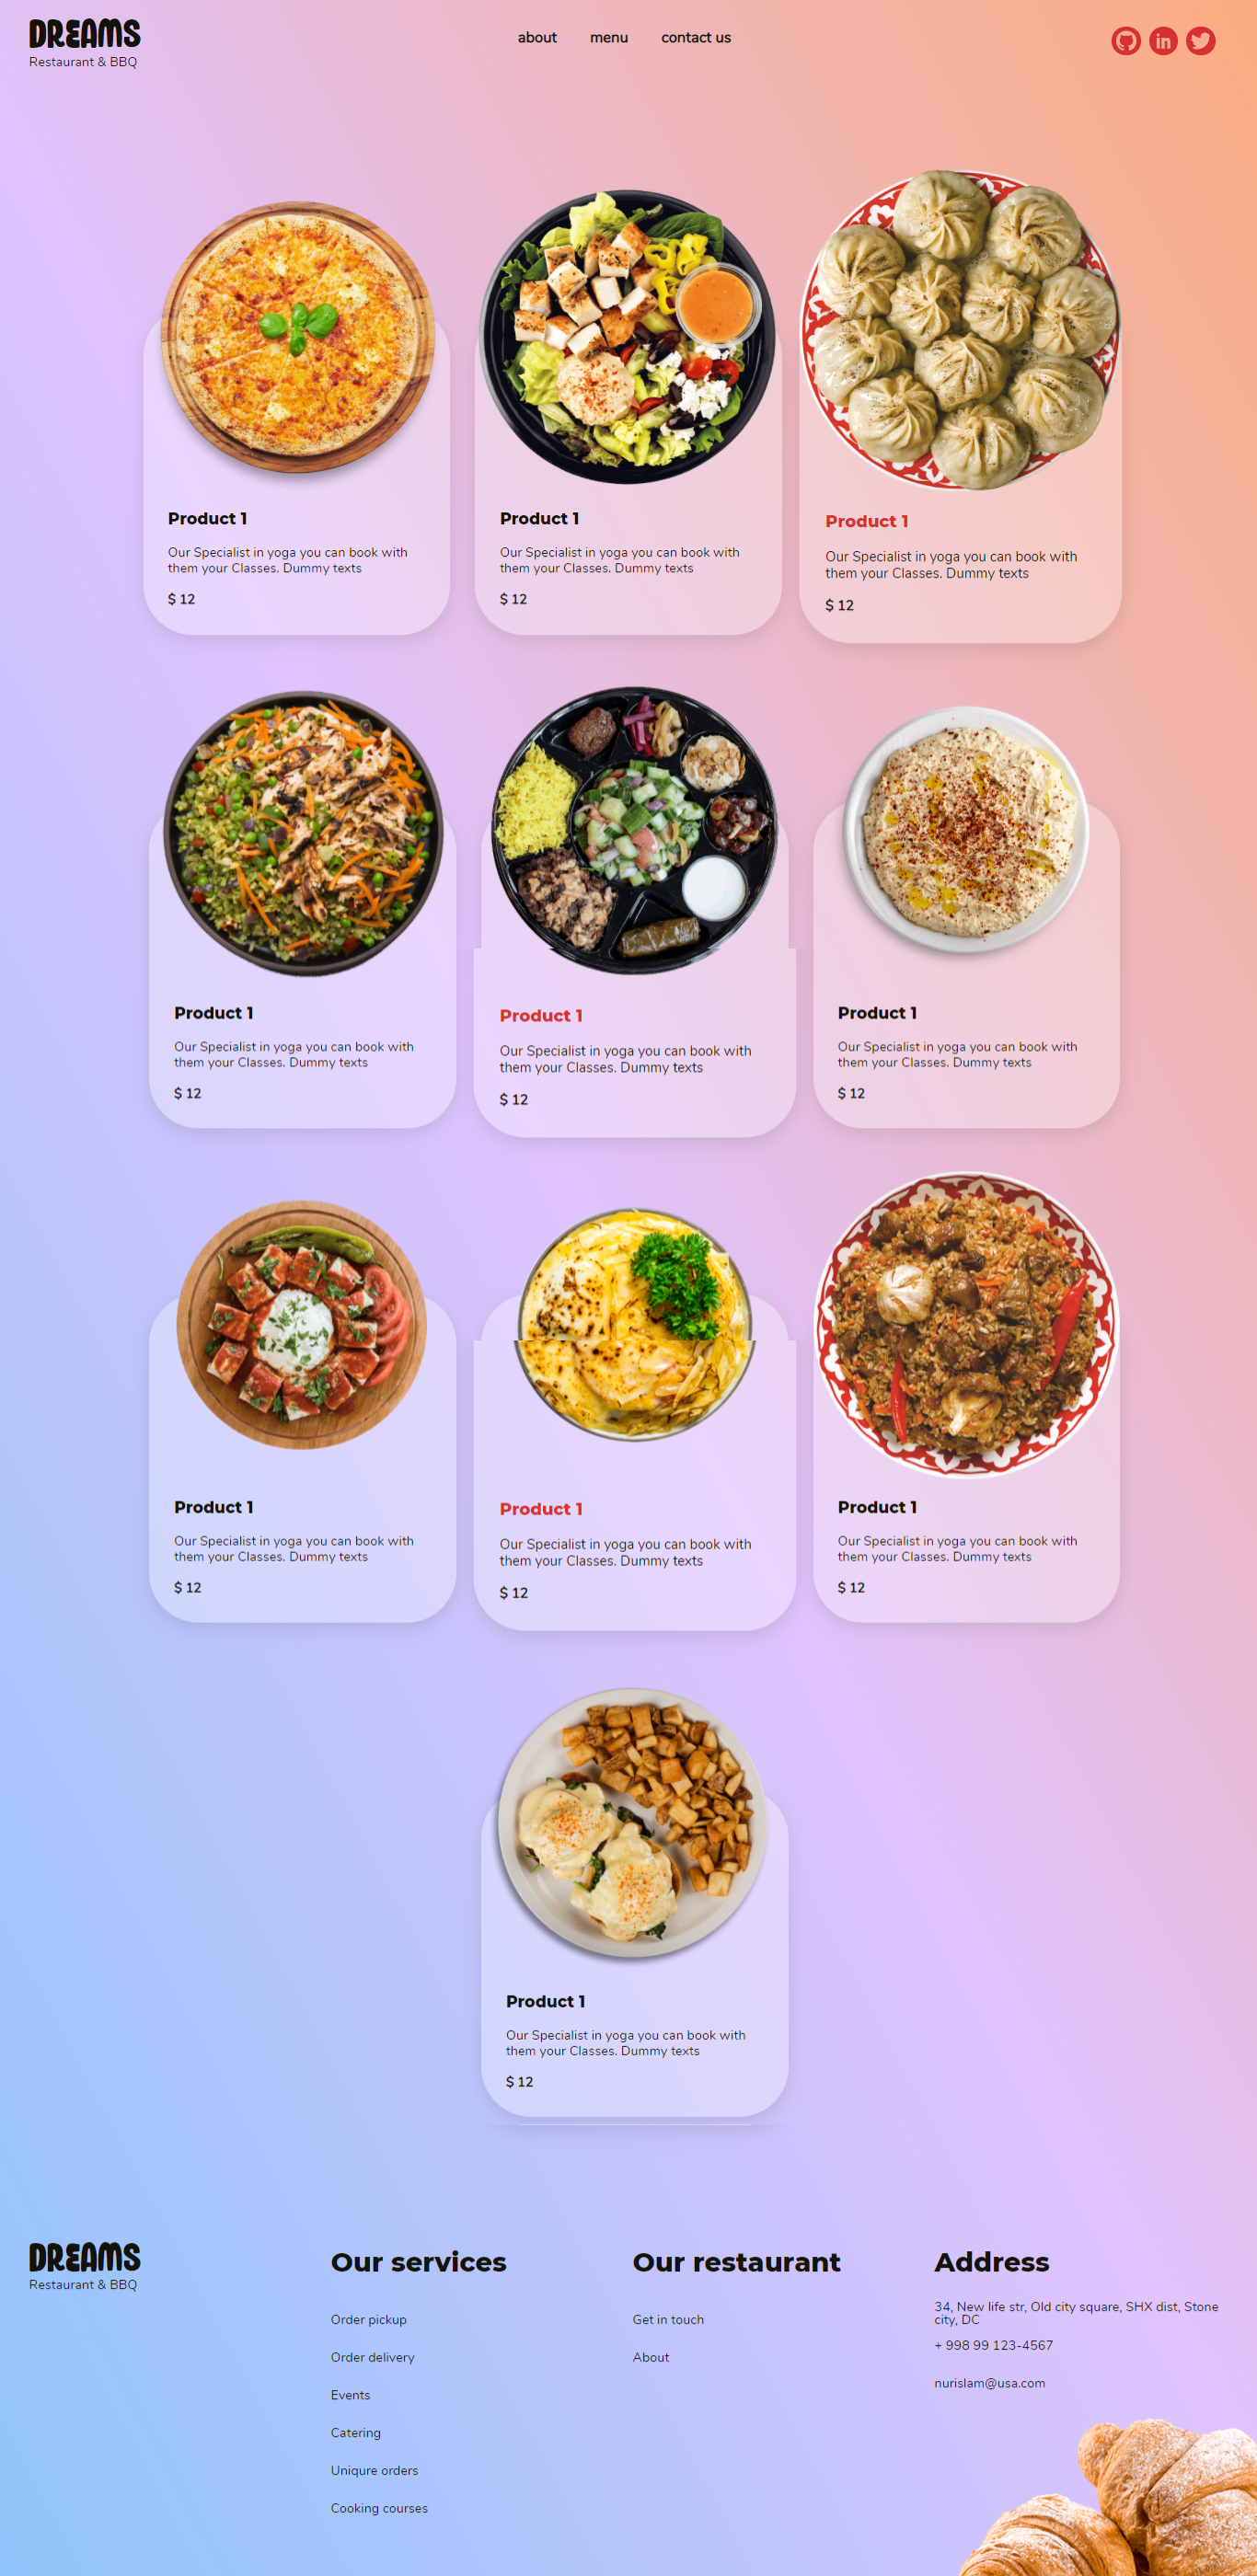 DREAMS
Restaurant & BBQ
about
menu
contact us
in
Product 1
Our Specialist in yoga you can book with
them your Classes. Dummy texts
$ 12
Product 1
Our Specialist in yoga you can book with
them your Classes. Dummy texts
$ 12
Product 1
Our Specialist in yoga you can book with
them your Classes. Dummy texts
$ 12
Product 1
Our Specialist in yoga you can book with
them your Classes. Dummy texts
$ 12
Product 1
Our Specialist in yoga you can book with
them your Classes. Dummy texts
$ 12
Product 1
Our Specialist in yoga you can book with
them your Classes. Dummy texts
$ 12
Product 1
Our Specialist in yoga you can book with
them your Classes. Dummy texts
$ 12
Product 1
Our Specialist in yoga you can book with
them your Classes. Dummy texts
$ 12
Product 1
Our Specialist in yoga you can book with
them your Classes. Dummy texts
$ 12
Product 1
Our Specialist in yoga you can book with
them your Classes. Dummy texts
$ 12
DREAMS
Restaurant & BBQ
Our services
Order pickup
Order delivery
Events
Catering
Uniqure orders
Cooking courses
Our restaurant
Get in touch
About
Address
34, New life str, Old city square, SHX dist, Stone
city, DC
+ 998 99 123-4567
nurislam@usa.com